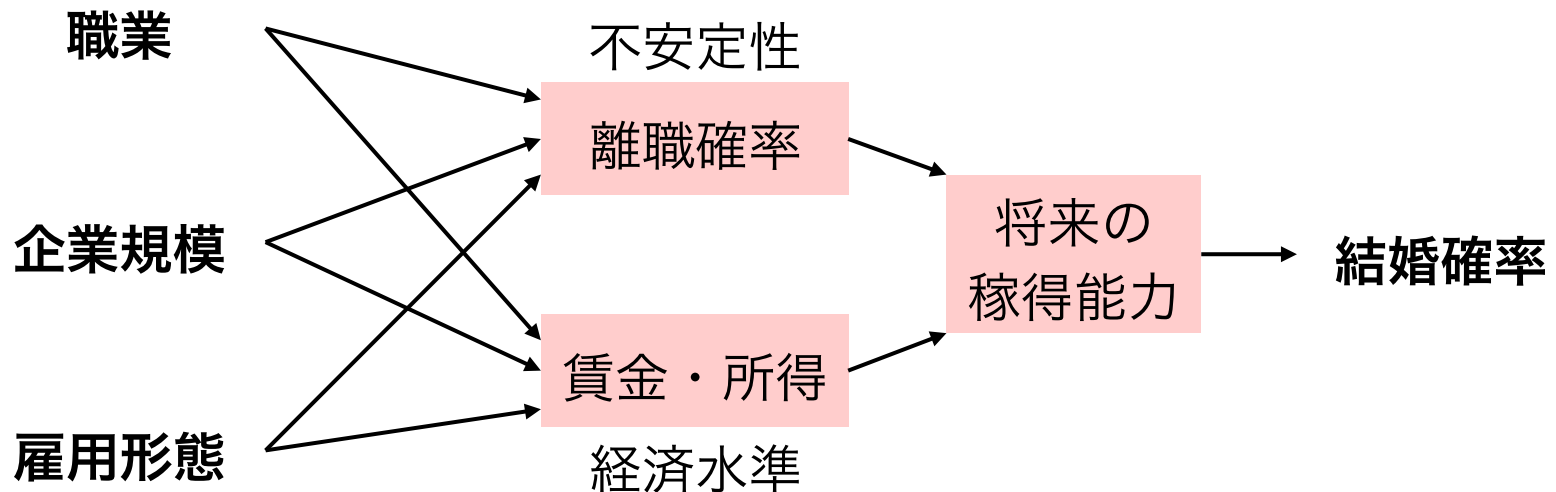 職業
企業規模
雇用形態
不安定性
離職確率
賃金・所得
経済水準
将来の
稼得能力
結婚確率